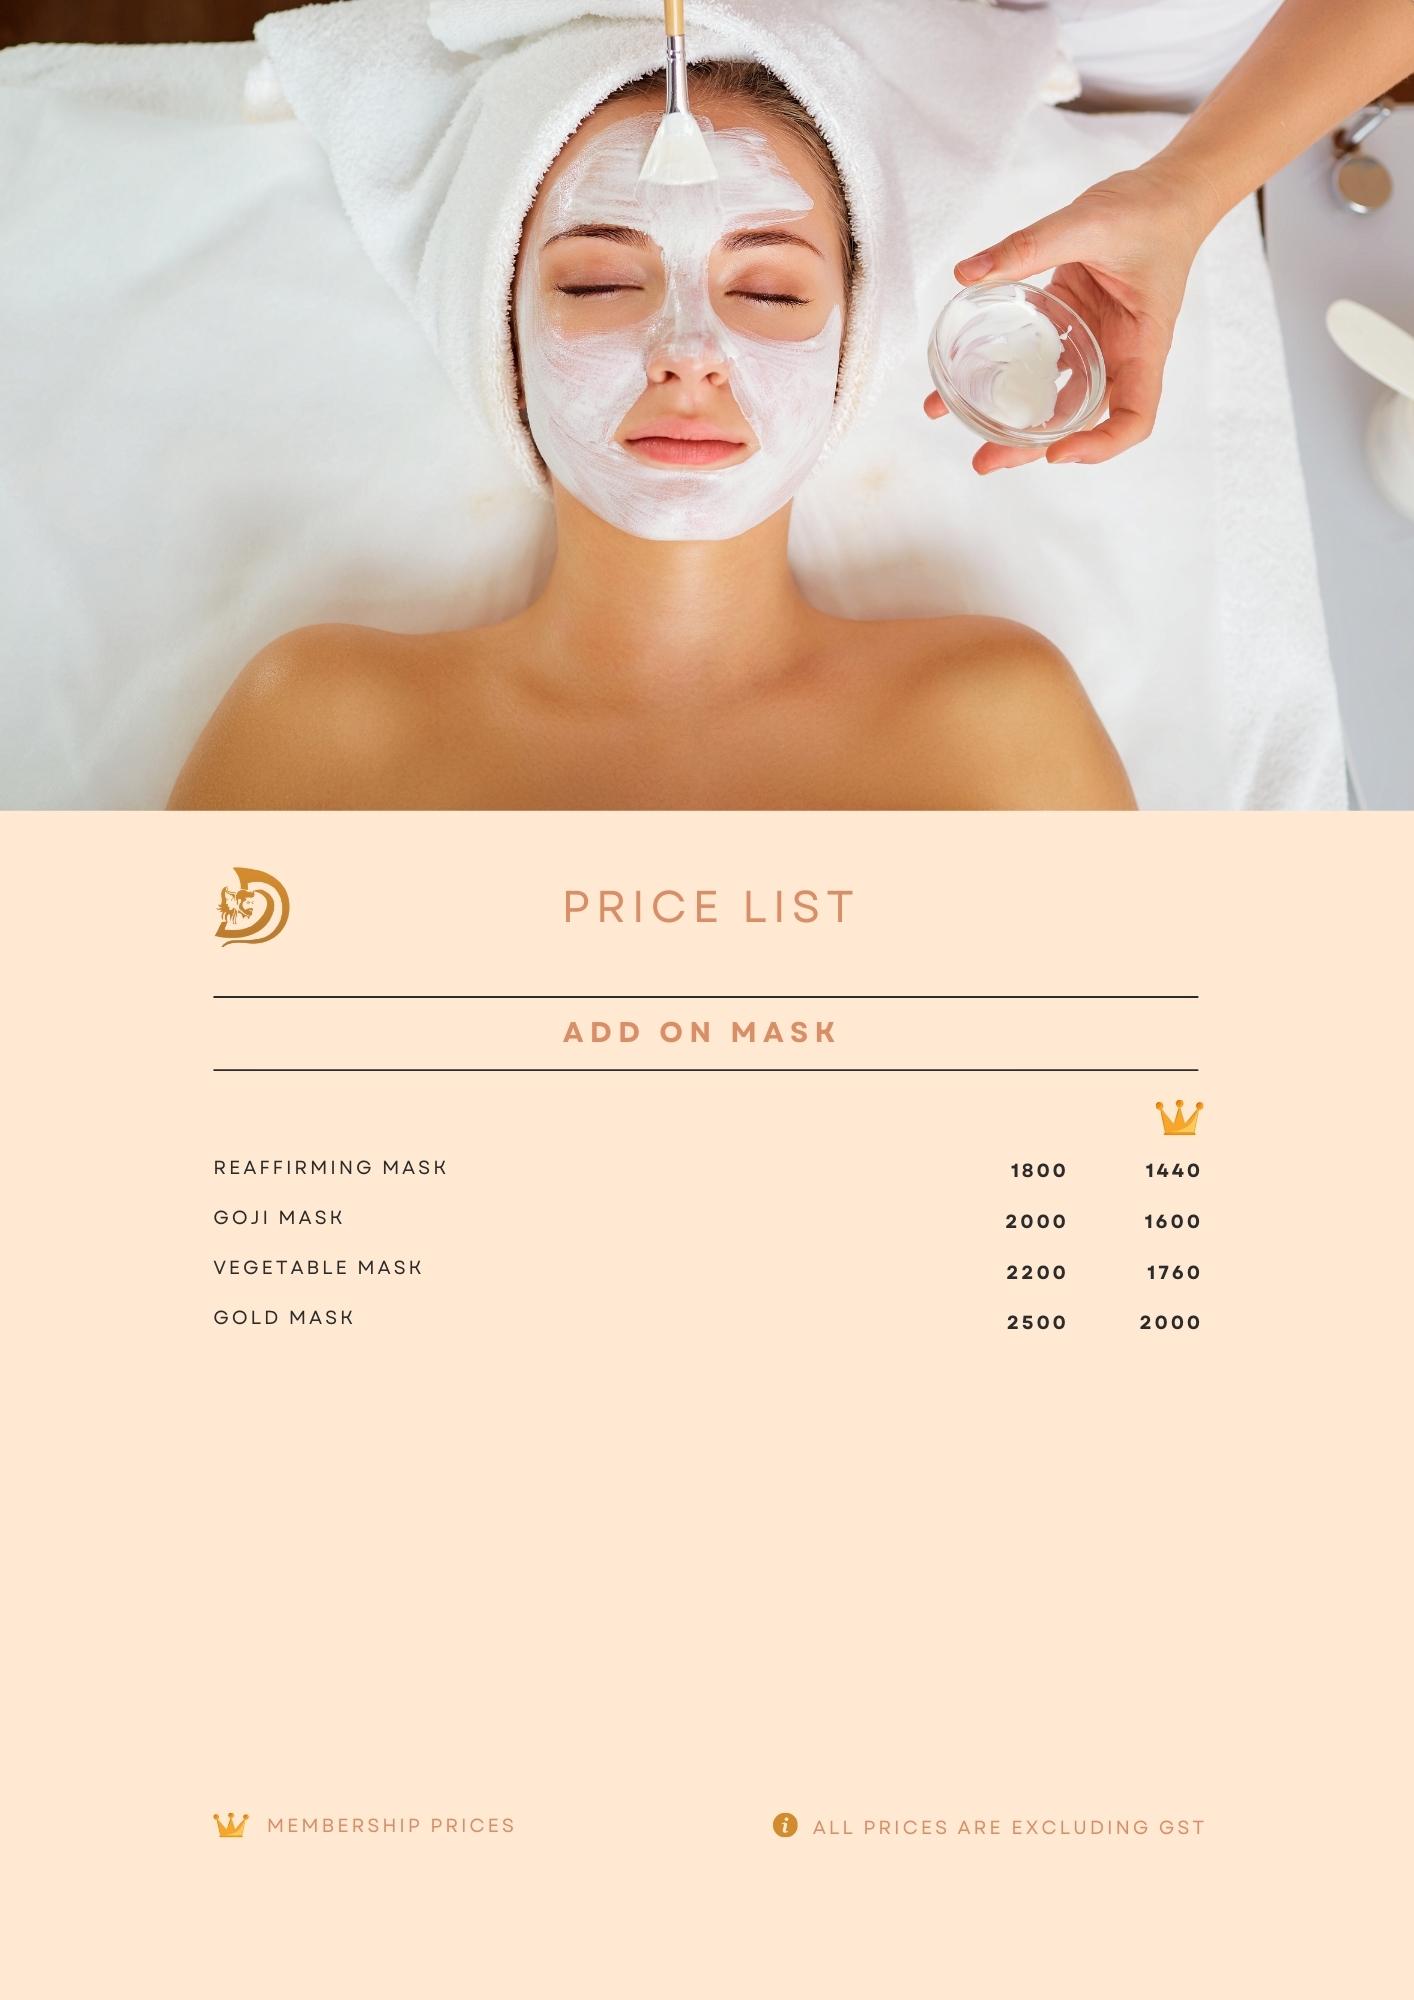 PRICE LIST
ADD ON MASK
REAFFIRMING MASK 1800 1440
GOJI MASK 2000 1600
VEGETABLE MASK 2200 1760
GOLD MASK 2500 2000
MEMBERSHIP PRICES i ALL PRICES ARE EXCLUDING GST